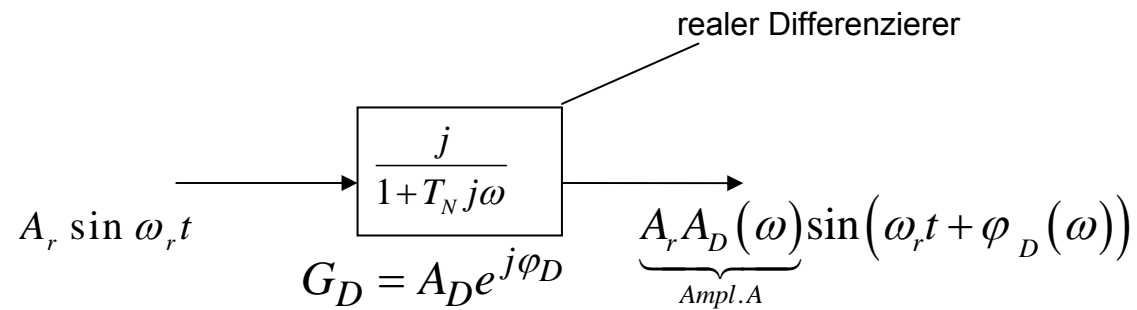 realer Differenzierer
j
1+T_N jω
A_r sin ω_r t
A_r A_D(ω) sin(ω_r t + φ_D(ω))
Ampl.A
G_D = A_D e^{jφ_D}